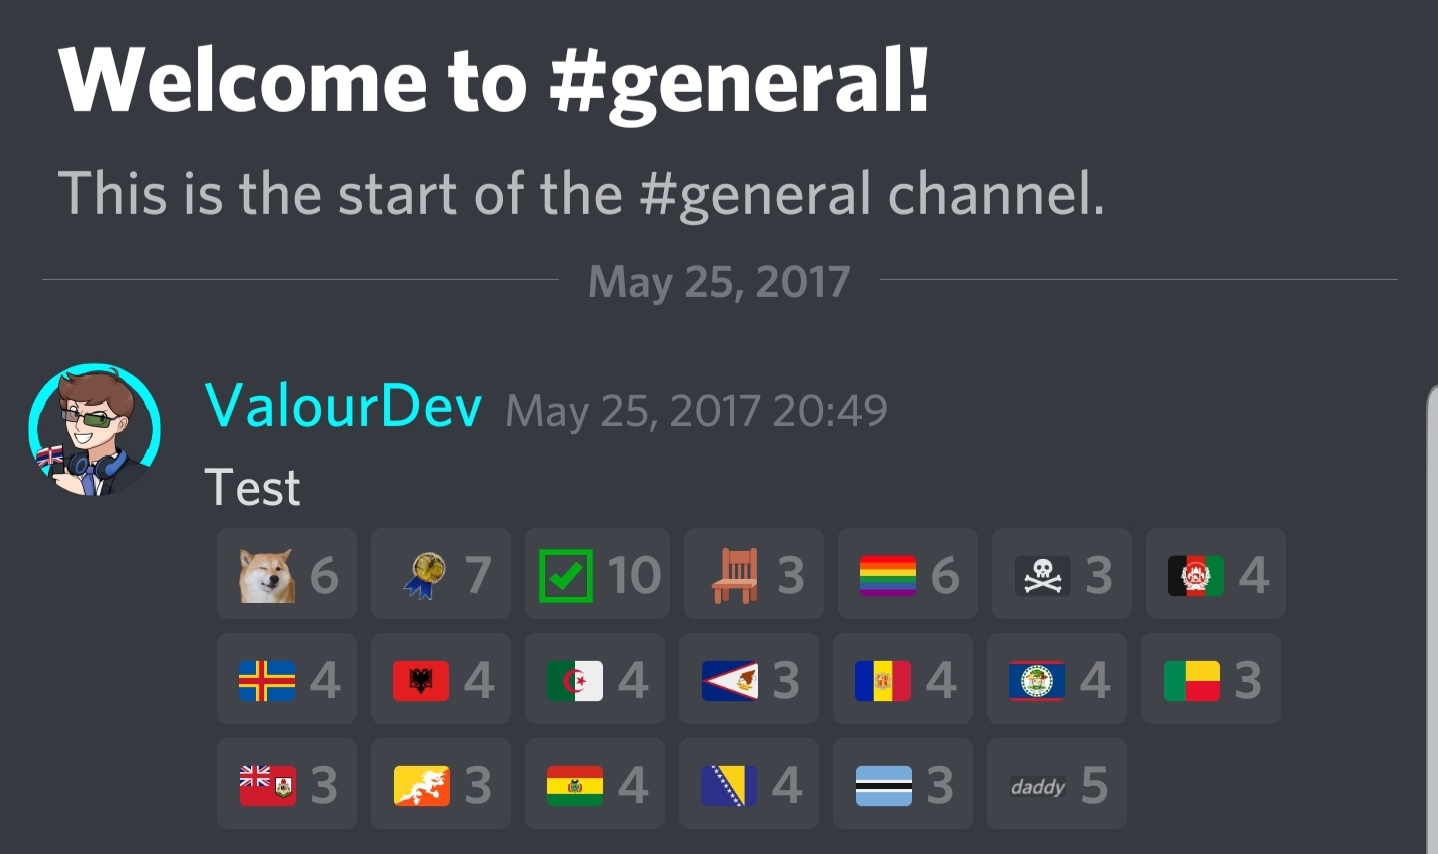 Welcome to #general!
This is the start of the #general channel.
May 25, 2017
ValourDev May 25, 2017 20:49
Test
6 7 10 3 6 3 4
4 4 4 3 4 4 3
3 3 4 4 3 daddy 5